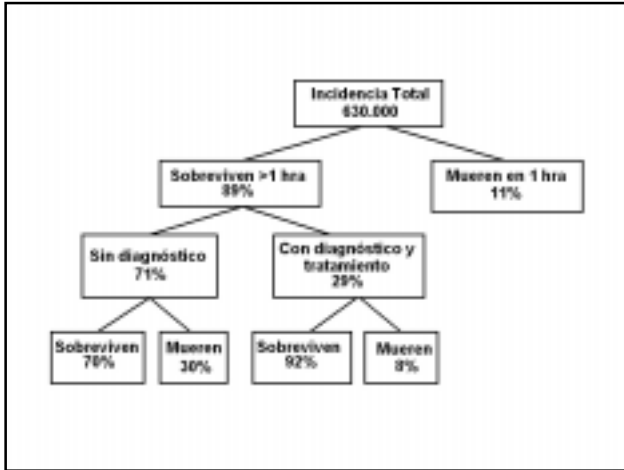 Incidencia Total
630.000
Sobreviven >1 hra
89%
Mueren en 1 hra
11%
Sin diagnóstico
71%
Con diagnóstico y
tratamiento
29%
Sobreviven
70%
Mueren
30%
Sobreviven
92%
Mueren
8%